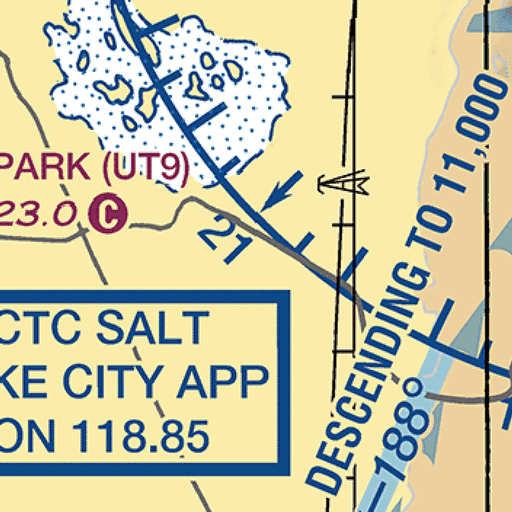 PARK (UT9)
23.0 C
21
DESCENDING TO 11,000
188°
CTC SALT
KE CITY APP
ON 118.85